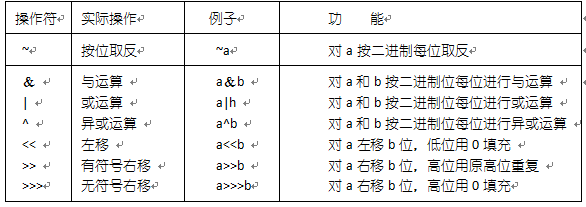 操作符 实际操作 例子 功 能
~ 按位取反 ~a 对 a 按二进制每位取反
& 与运算 a&b 对 a 和 b 按二进制位每位进行与运算
| 或运算 a|h 对 a 和 b 按二进制位每位进行或运算
^ 异或运算 a^b 对 a 和 b 按二进制位每位进行异或运算
<< 左移 a<<b 对 a 左移 b 位，低位用 0 填充
>> 有符号右移 a>>b 对 a 右移 b 位，高位用原高位重复
>>> 无符号右移 a>>>b 对 a 右移 b 位，高位用 0 填充